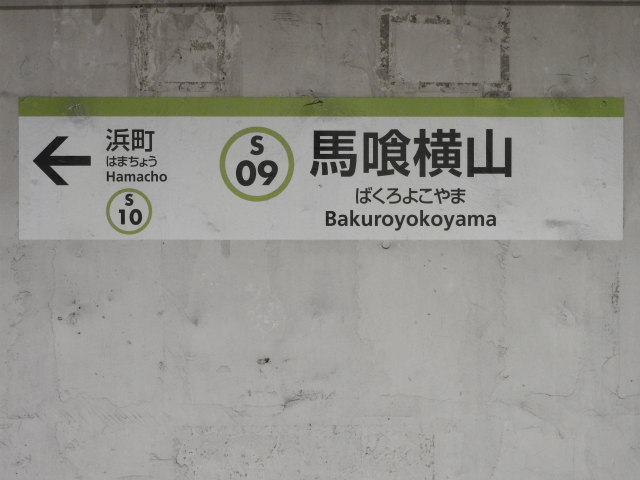 浜町
はまちょう
Hamacho
S
10
S
09
馬喰横山
ばくろよこやま
Bakuroyokoyama